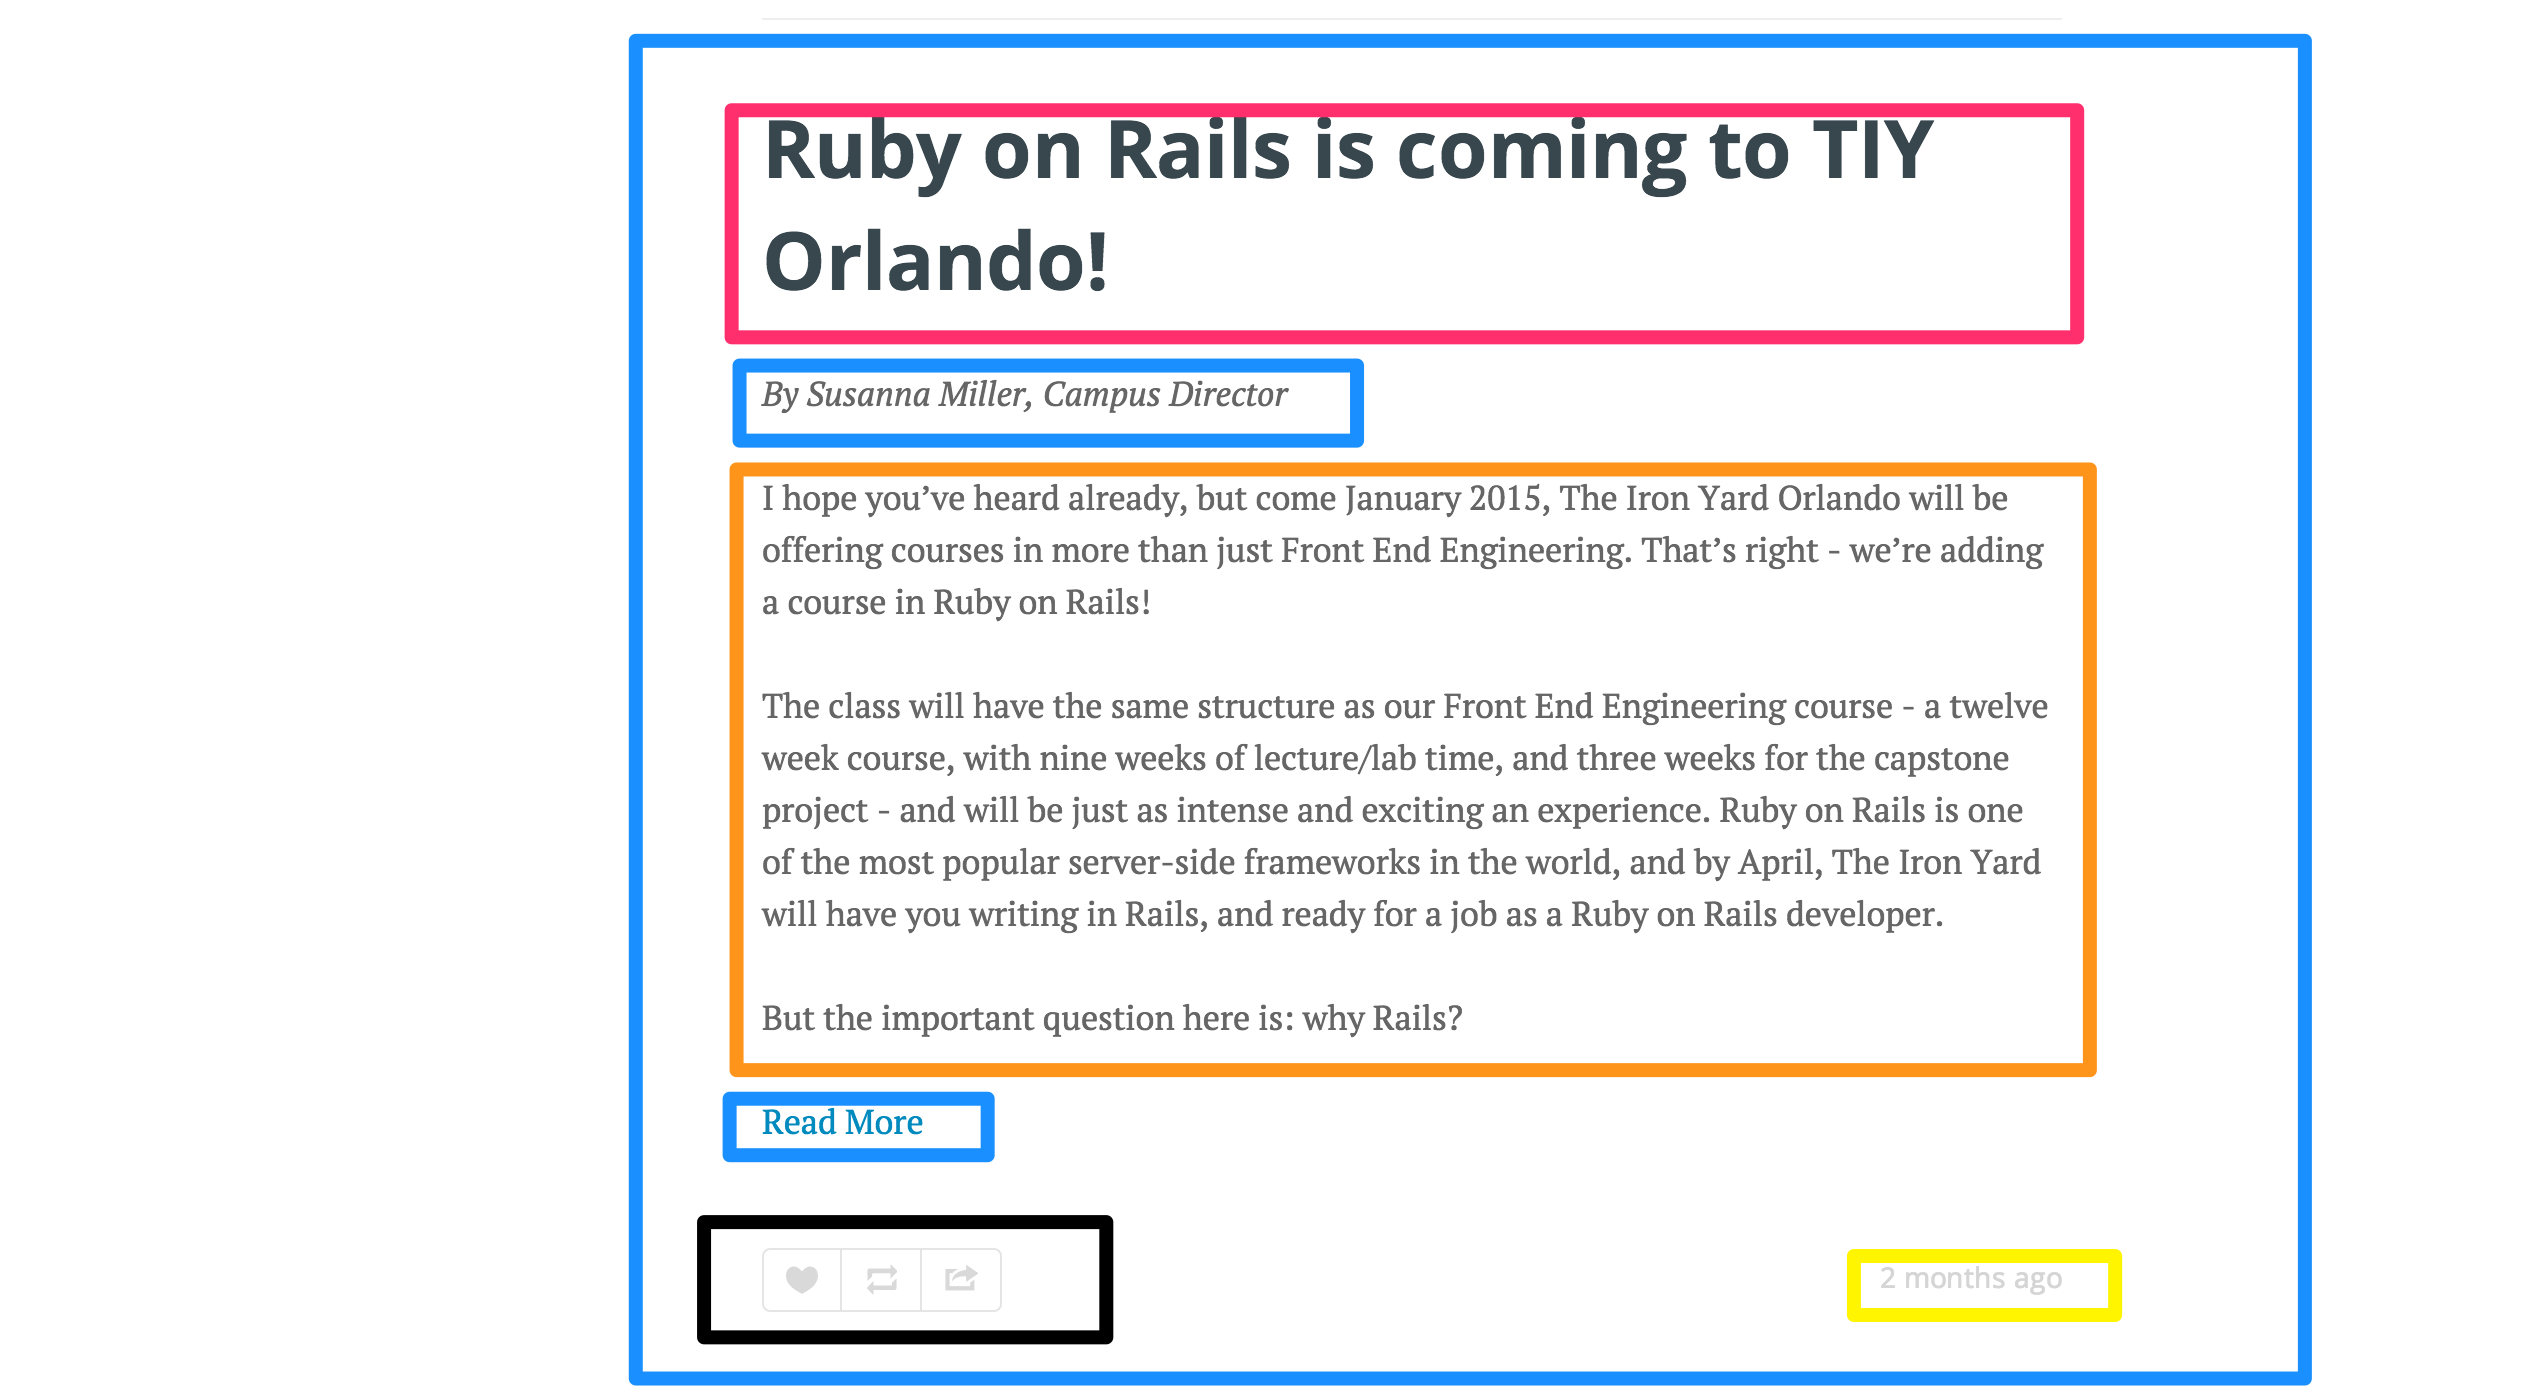 Ruby on Rails is coming to TIY
Orlando!
By Susanna Miller, Campus Director
I hope you’ve heard already, but come January 2015, The Iron Yard Orlando will be
offering courses in more than just Front End Engineering. That’s right - we’re adding
a course in Ruby on Rails!
The class will have the same structure as our Front End Engineering course - a twelve
week course, with nine weeks of lecture/lab time, and three weeks for the capstone
project - and will be just as intense and exciting an experience. Ruby on Rails is one
of the most popular server-side frameworks in the world, and by April, The Iron Yard
will have you writing in Rails, and ready for a job as a Ruby on Rails developer.
But the important question here is: why Rails?
Read More
2 months ago